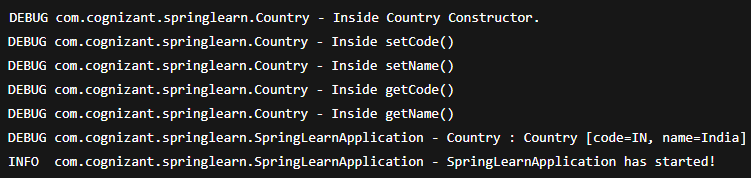 DEBUG com.cognizant.springlearn.Country - Inside Country Constructor.
DEBUG com.cognizant.springlearn.Country - Inside setCode()
DEBUG com.cognizant.springlearn.Country - Inside setName()
DEBUG com.cognizant.springlearn.Country - Inside getCode()
DEBUG com.cognizant.springlearn.Country - Inside getName()
DEBUG com.cognizant.springlearn.SpringLearnApplication - Country : Country [code=IN, name=India]
INFO  com.cognizant.springlearn.SpringLearnApplication - SpringLearnApplication has started!